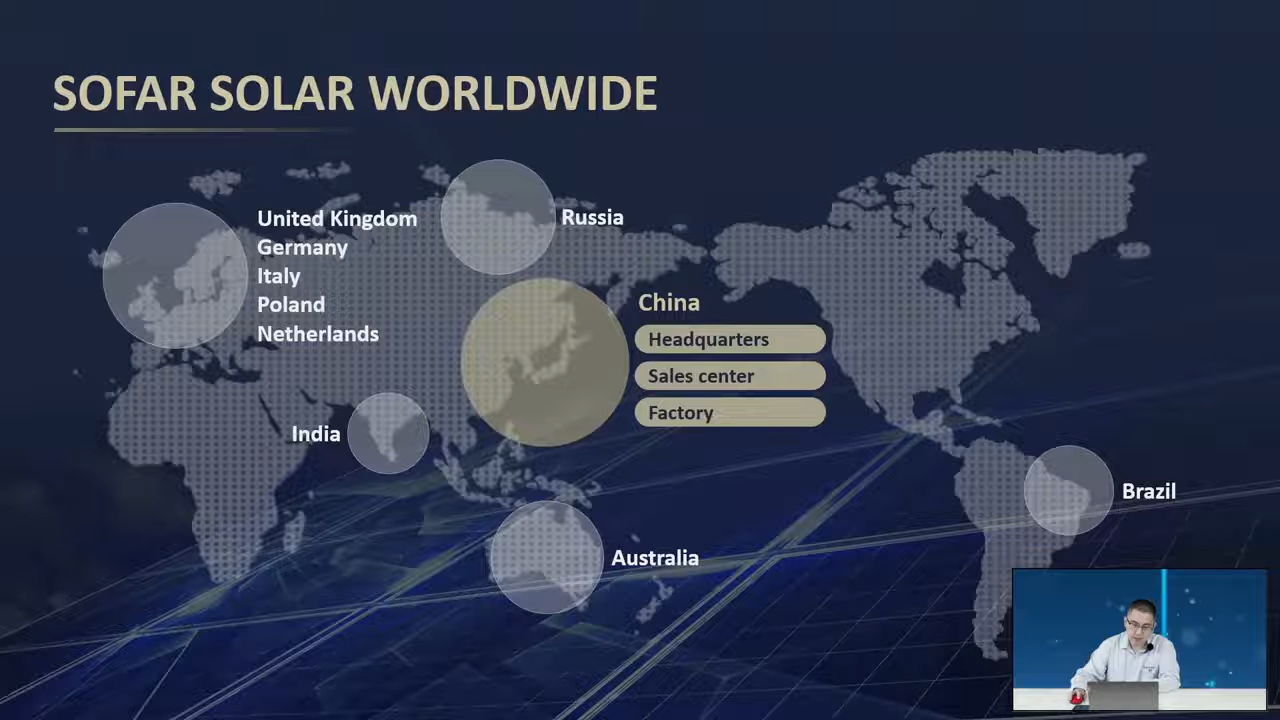 SOFAR SOLAR WORLDWIDE
United Kingdom
Germany
Italy
Poland
Netherlands
Russia
China
Headquarters
Sales center
Factory
India
Australia
Brazil